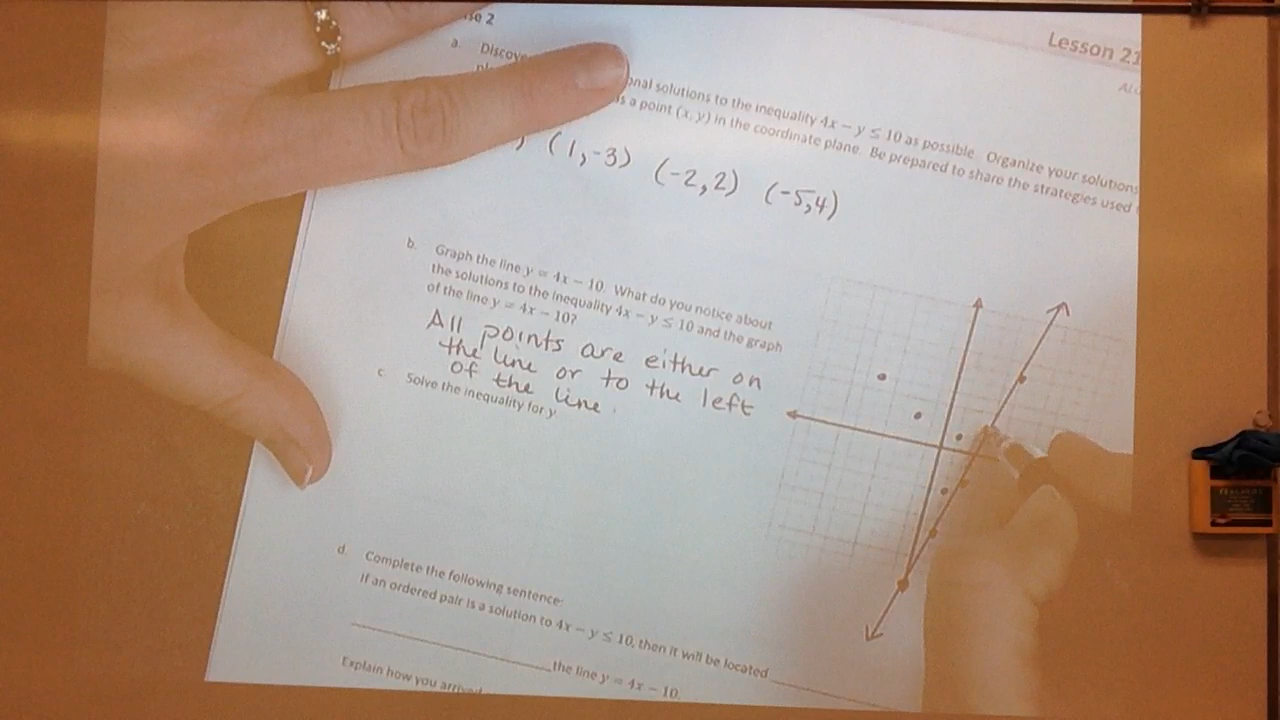 2
Lesson 21
a. Discove
onal solutions to the inequality 4x − y ≤ 10 as possible. Organize your solutions
is a point (x, y) in the coordinate plane. Be prepared to share the strategies used
(1,-3) (-2,2) (-5,4)
b. Graph the line y = 4x − 10. What do you notice about
the solutions to the inequality 4x − y ≤ 10 and the graph
of the line y = 4x − 10?
All points are either on
the line or to the left
of the line.
c. Solve the inequality for y.
d. Complete the following sentence:
If an ordered pair is a solution to 4x − y ≤ 10, then it will be located
the line y = 4x − 10.
Explain how you arrived